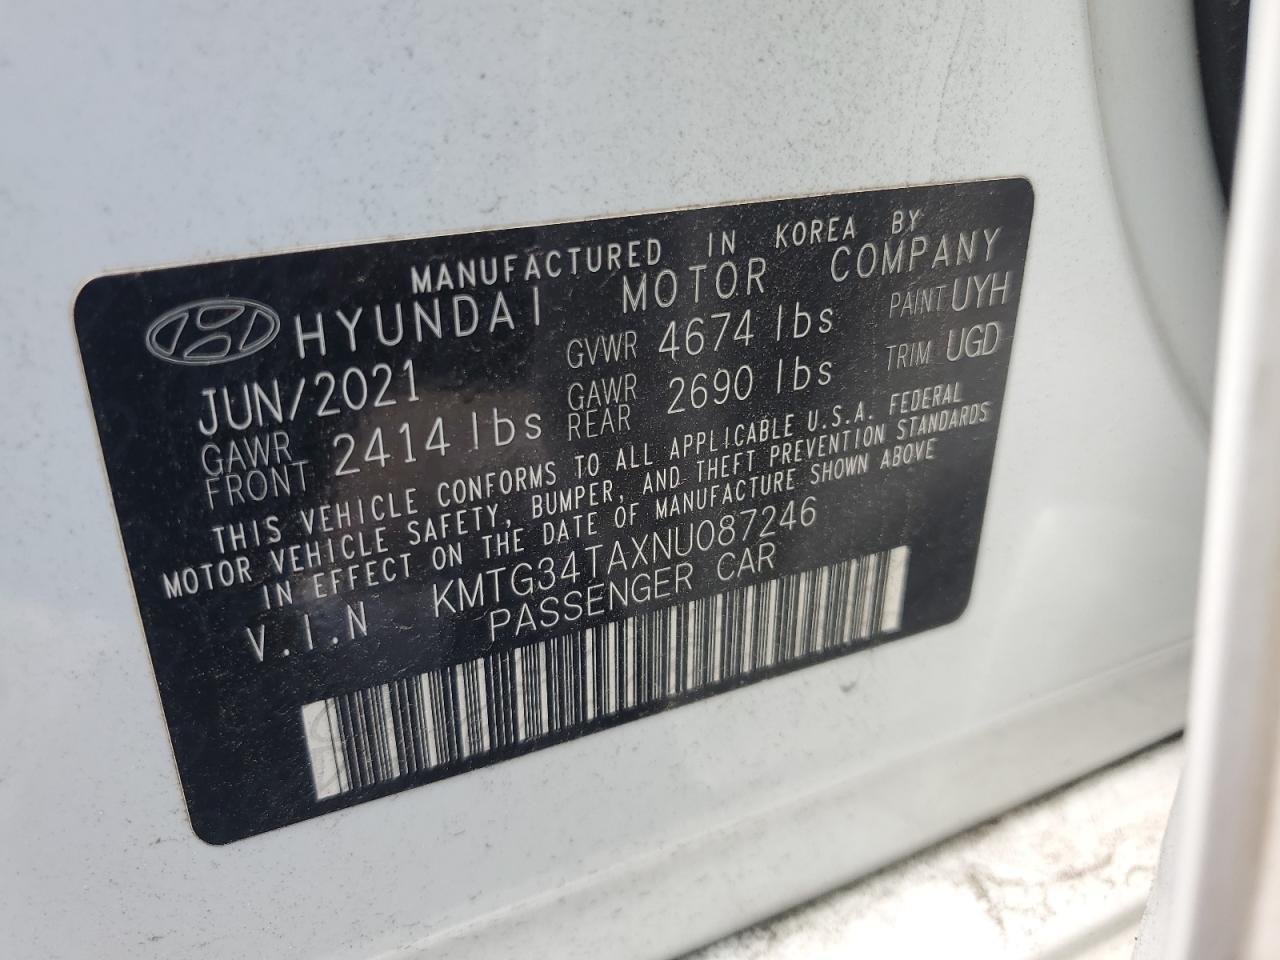 MANUFACTURED IN KOREA BY
HYUNDAI MOTOR COMPANY
JUN/2021 GVWR 4674 lbs PAINT UYH
GAWR FRONT 2414 lbs GAWR REAR 2690 lbs TRIM UGD
THIS VEHICLE CONFORMS TO ALL APPLICABLE U.S.A. FEDERAL
MOTOR VEHICLE SAFETY, BUMPER, AND THEFT PREVENTION STANDARDS
IN EFFECT ON THE DATE OF MANUFACTURE SHOWN ABOVE
V.I.N KMTG34TAXNU087246
PASSENGER CAR